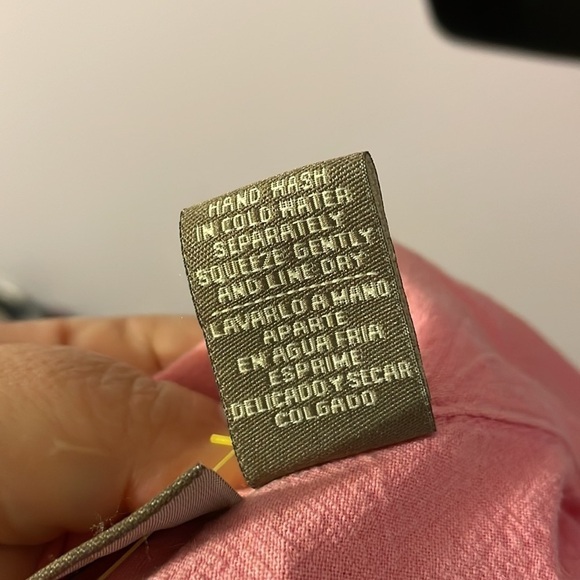 HAND WASH
IN COLD WATER
SEPARATELY
SQUEEZE GENTLY
AND LINE DRY
LAVARLO A MANO
APARTE
EN AGUA FRIA
ESPRIME
DELICADO Y SECAR
COLGADO